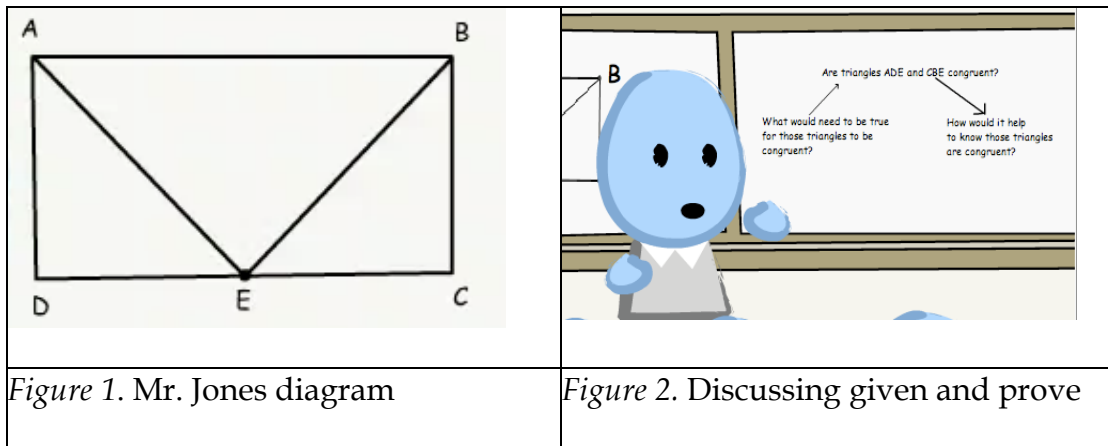 A
B
D
E
C
B
Are triangles ADE and CBE congruent?
What would need to be true
for those triangles to be
congruent?
How would it help
to know those triangles
are congruent?
Figure 1. Mr. Jones diagram
Figure 2. Discussing given and prove